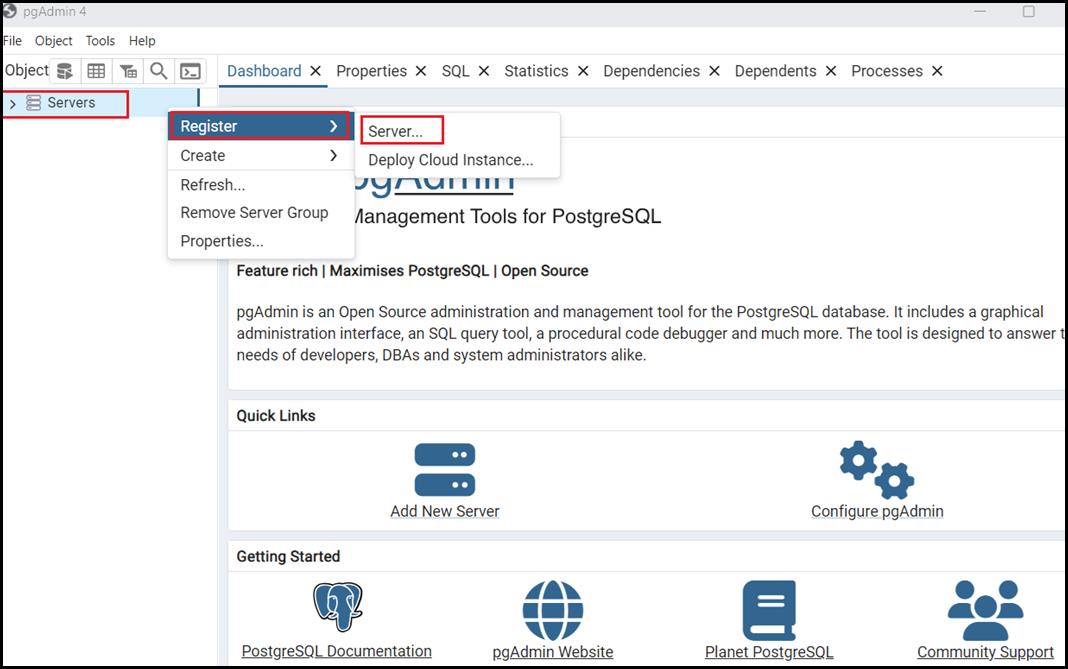 pgAdmin 4
File Object Tools Help
Object
Dashboard Properties SQL Statistics Dependencies Dependents Processes
Servers
Register
Server...
Create
Deploy Cloud Instance...
Refresh...
Remove Server Group
Properties...
pgAdmin
Management Tools for PostgreSQL
Feature rich | Maximises PostgreSQL | Open Source
pgAdmin is an Open Source administration and management tool for the PostgreSQL database. It includes a graphical
administration interface, an SQL query tool, a procedural code debugger and much more. The tool is designed to answer t
needs of developers, DBAs and system administrators alike.
Quick Links
Add New Server
Configure pgAdmin
Getting Started
PostgreSQL Documentation
pgAdmin Website
Planet PostgreSQL
Community Support